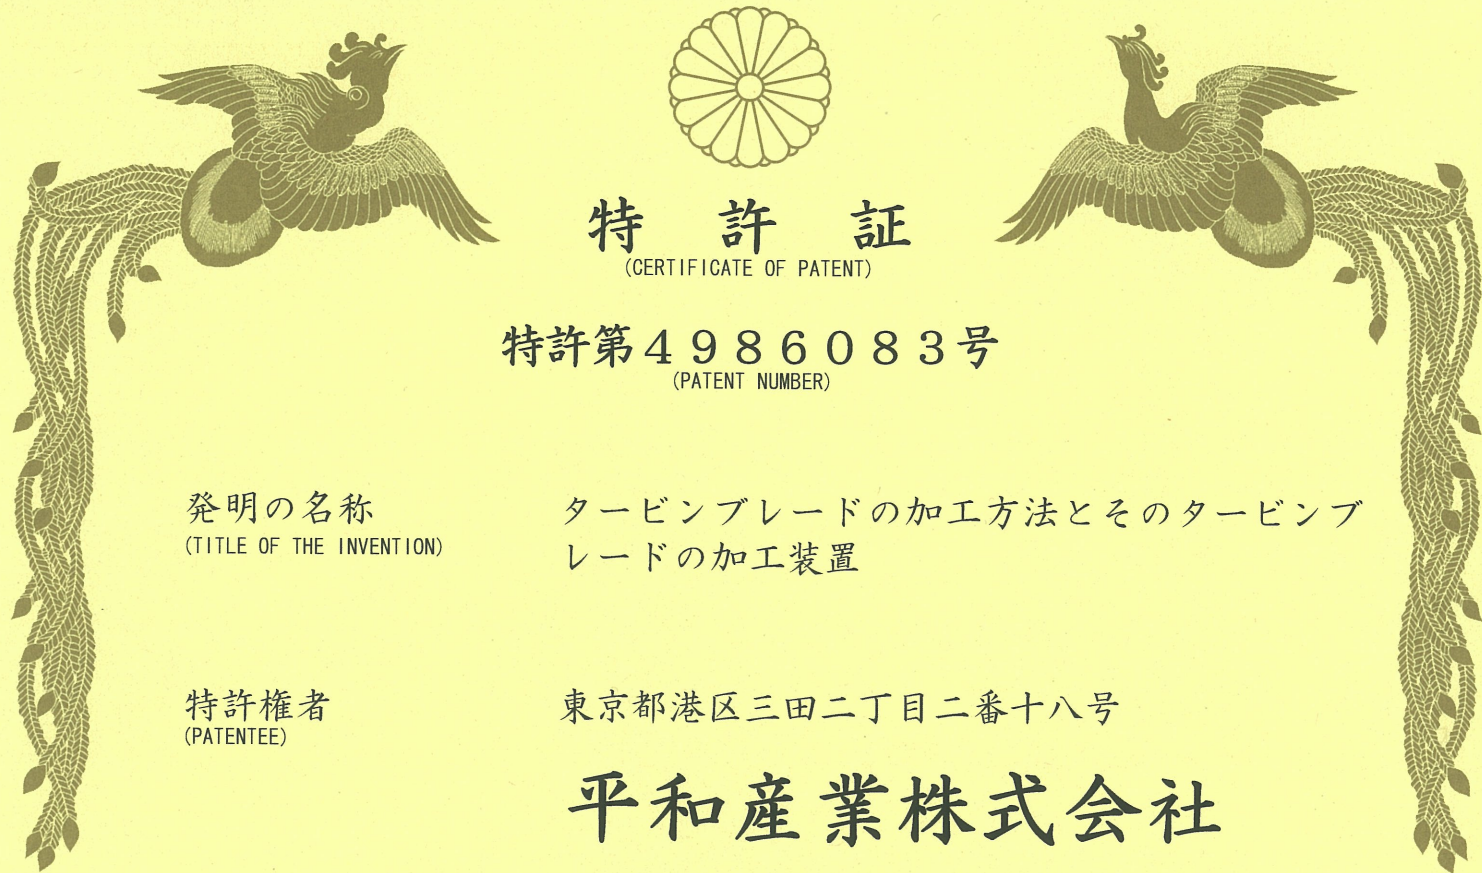 特許証
(CERTIFICATE OF PATENT)
特許第4986083号
(PATENT NUMBER)
発明の名称
(TITLE OF THE INVENTION)
タービンブレードの加工方法とそのタービンブ
レードの加工装置
特許権者
(PATENTEE)
東京都港区三田二丁目二番十八号
平和産業株式会社